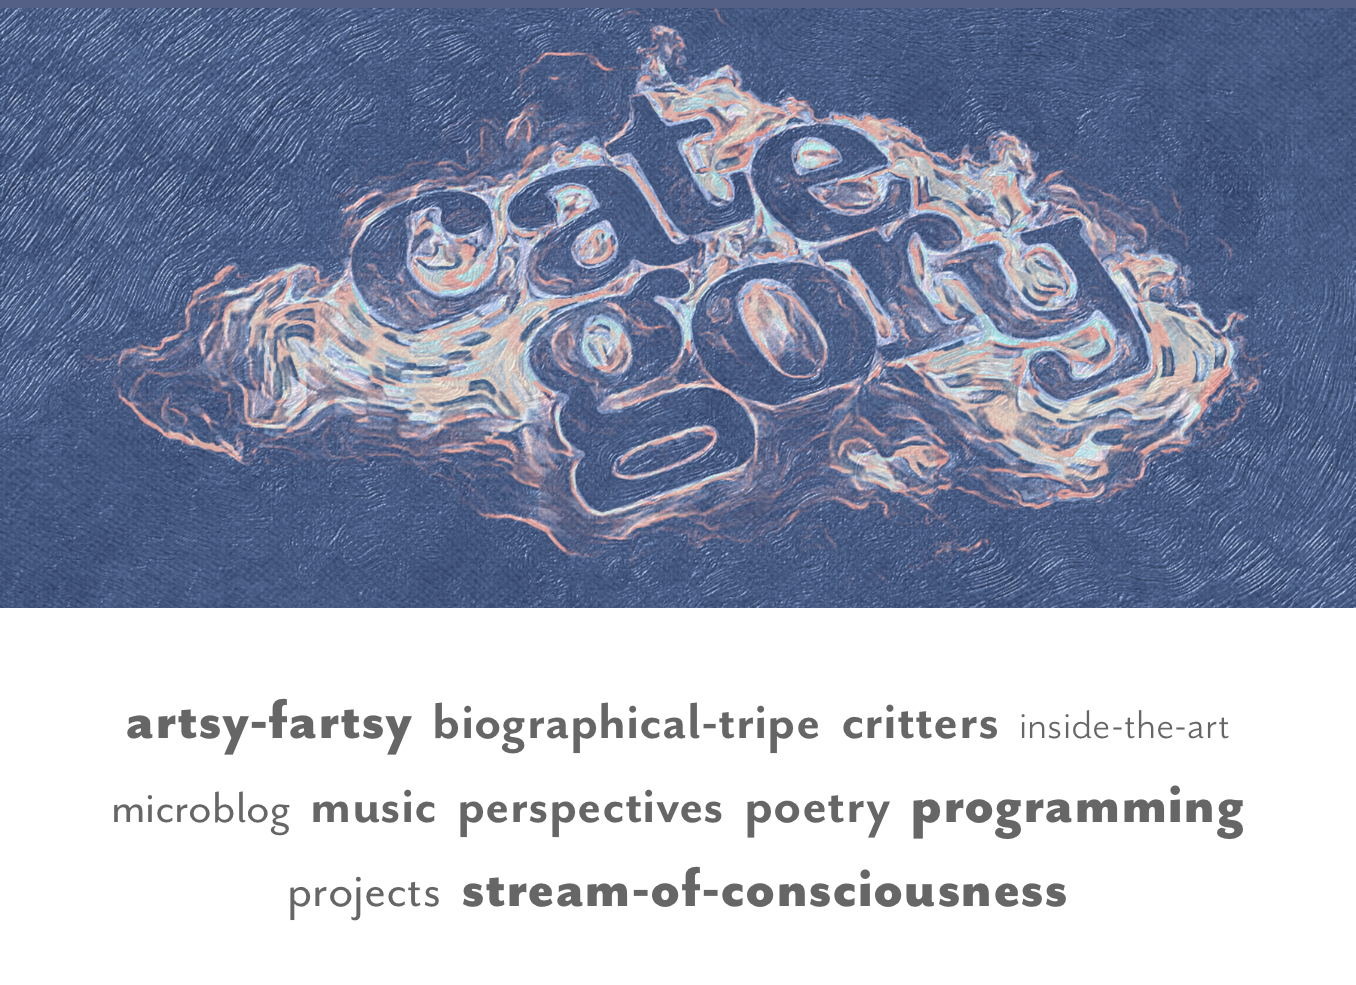 cate
gory
artsy-fartsy biographical-tripe critters inside-the-art
microblog music perspectives poetry programming
projects stream-of-consciousness